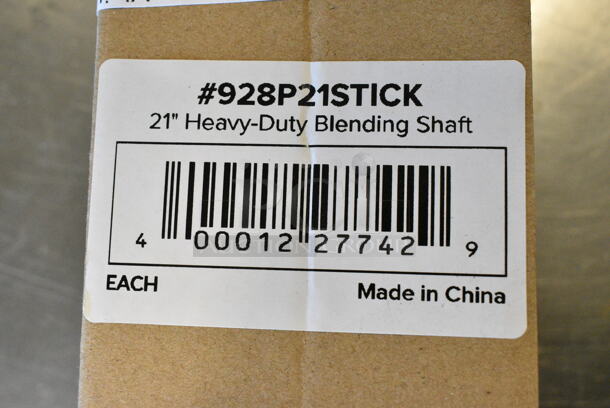 #928P21STICK
21" Heavy-Duty Blending Shaft
4 00012 27742 9
EACH Made in China